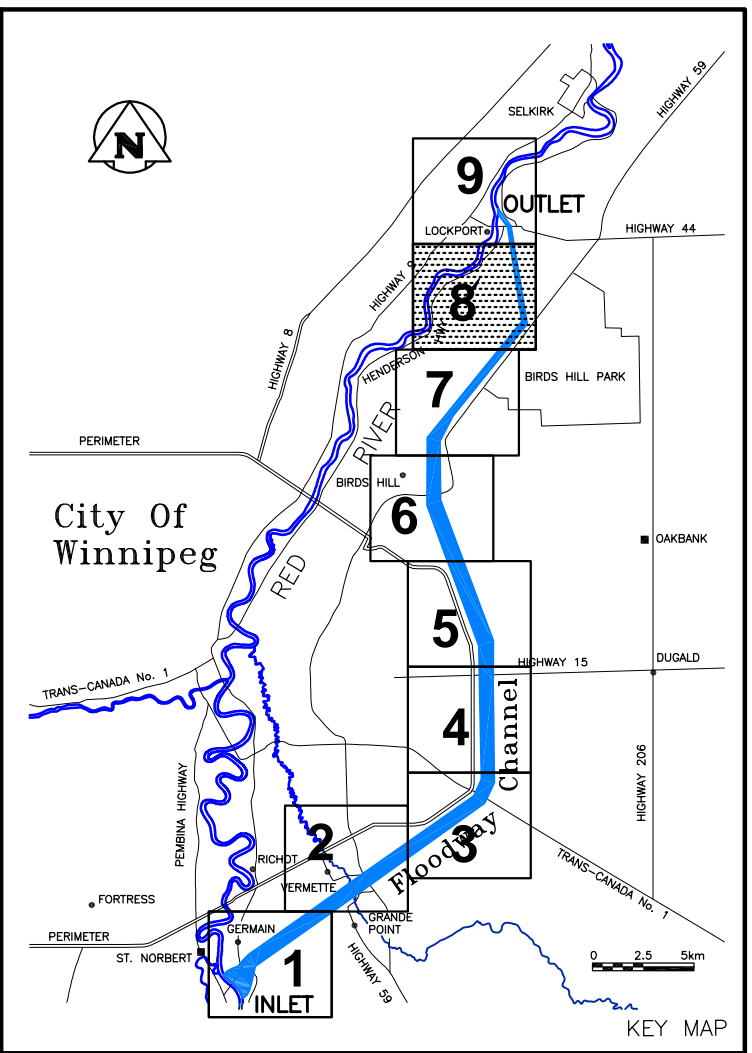 HIGHWAY 59
SELKIRK
N
9
OUTLET
LOCKPORT
HIGHWAY 44
HIGHWAY 9
8
HWY
HENDERSON
HIGHWAY 8
7
BIRDS HILL PARK
RIVER
PERIMETER
BIRDS HILL
6
City Of
Winnipeg
OAKBANK
RED
5
HIGHWAY 15
DUGALD
TRANS-CANADA No. 1
4
Channel
HIGHWAY 206
PEMBINA HIGHWAY
2
3
Floodway
RICHOT
VERMETTE
TRANS-CANADA No. 1
FORTRESS
GRANDE
POINT
GERMAIN
PERIMETER
ST. NORBERT
1
INLET
HIGHWAY 59
0 2.5 5km
KEY MAP